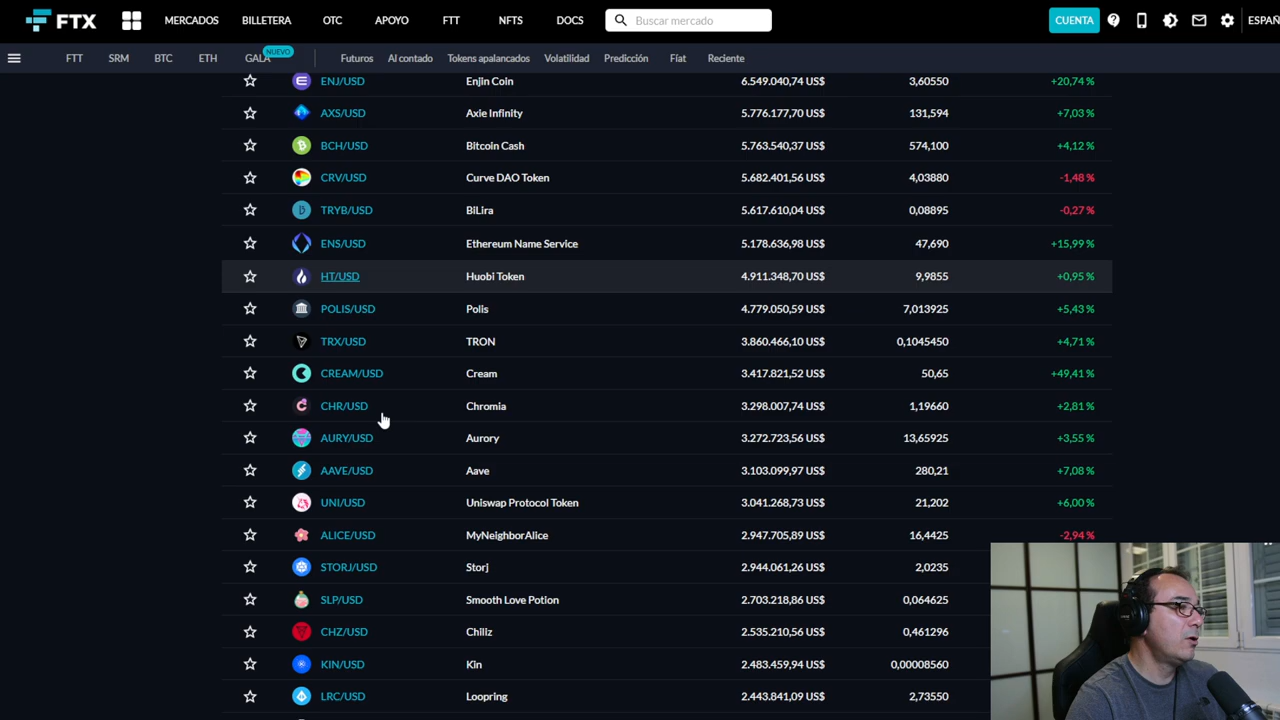 FTX MERCADOS BILLETERA OTC APOYO FTT NFTS DOCS Buscar mercado CUENTA ESPAÑ
NUEVO
FTT SRM BTC ETH GALA Futuros Al contado Tokens apalancados Volatilidad Predicción Fíat Reciente
ENJ/USD Enjin Coin 6.549.040,74 US$ 3,60550 +20,74 %
AXS/USD Axie Infinity 5.776.177,70 US$ 131,594 +7,03 %
BCH/USD Bitcoin Cash 5.763.540,37 US$ 574,100 +4,12 %
CRV/USD Curve DAO Token 5.682.401,56 US$ 4,03880 -1,48 %
TRYB/USD BiLira 5.617.610,04 US$ 0,08895 -0,27 %
ENS/USD Ethereum Name Service 5.178.636,98 US$ 47,690 +15,99 %
HT/USD Huobi Token 4.911.348,70 US$ 9,9855 +0,95 %
POLIS/USD Polis 4.779.050,59 US$ 7,013925 +5,43 %
TRX/USD TRON 3.860.466,10 US$ 0,1045450 +4,71 %
CREAM/USD Cream 3.417.821,52 US$ 50,65 +49,41 %
CHR/USD Chromia 3.298.007,74 US$ 1,19660 +2,81 %
AURY/USD Aurory 3.272.723,56 US$ 13,65925 +3,55 %
AAVE/USD Aave 3.103.099,97 US$ 280,21 +7,08 %
UNI/USD Uniswap Protocol Token 3.041.268,73 US$ 21,202 +6,00 %
ALICE/USD MyNeighborAlice 2.947.705,89 US$ 16,4425 -2,94 %
STORJ/USD Storj 2.944.061,26 US$ 2,0235
SLP/USD Smooth Love Potion 2.703.218,86 US$ 0,064625
CHZ/USD Chiliz 2.535.210,56 US$ 0,461296
KIN/USD Kin 2.483.459,94 US$ 0,00008560
LRC/USD Loopring 2.443.841,09 US$ 2,73550